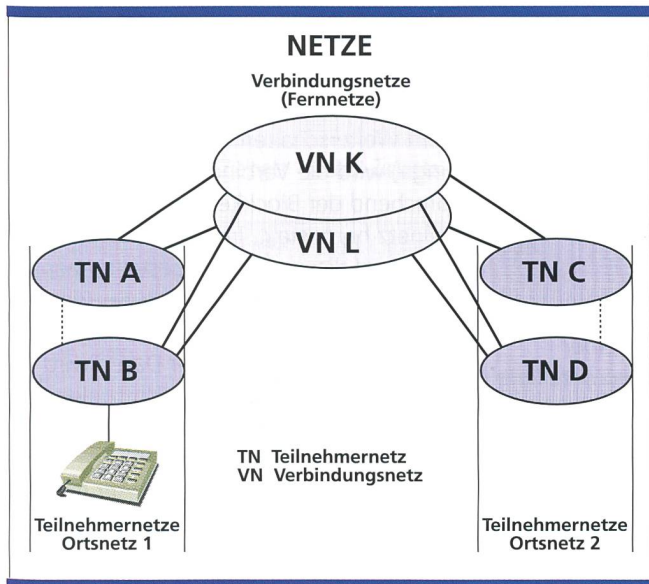 NETZE
Verbindungsnetze
(Fernnetze)
VN K
VN L
TN A
TN C
TN B
TN D
TN Teilnehmernetz
VN Verbindungsnetz
Teilnehmernetze
Ortsnetz 1
Teilnehmernetze
Ortsnetz 2